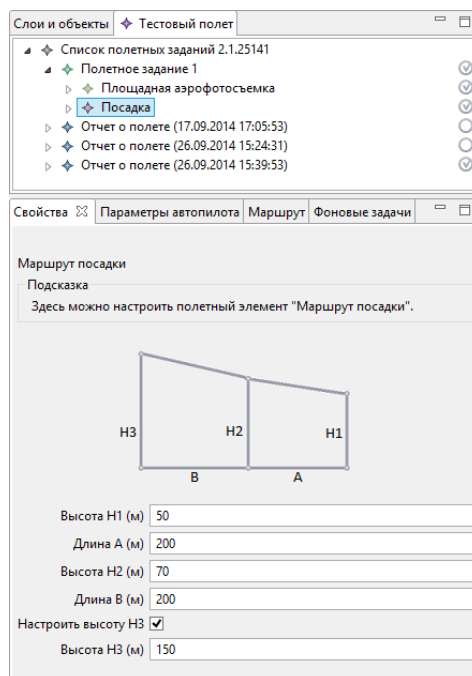 Слои и объекты Тестовый полет
Список полетных заданий 2.1.25141
Полетное задание 1
Площадная аэрофотосъемка
Посадка
Отчет о полете (17.09.2014 17:05:53)
Отчет о полете (26.09.2014 15:24:31)
Отчет о полете (26.09.2014 15:39:53)
Свойства Параметры автопилота Маршрут Фоновые задачи
Маршрут посадки
Подсказка
Здесь можно настроить полетный элемент "Маршрут посадки".
H3 H2 H1
B A
Высота H1 (м) 50
Длина A (м) 200
Высота H2 (м) 70
Длина B (м) 200
Настроить высоту H3
Высота H3 (м) 150